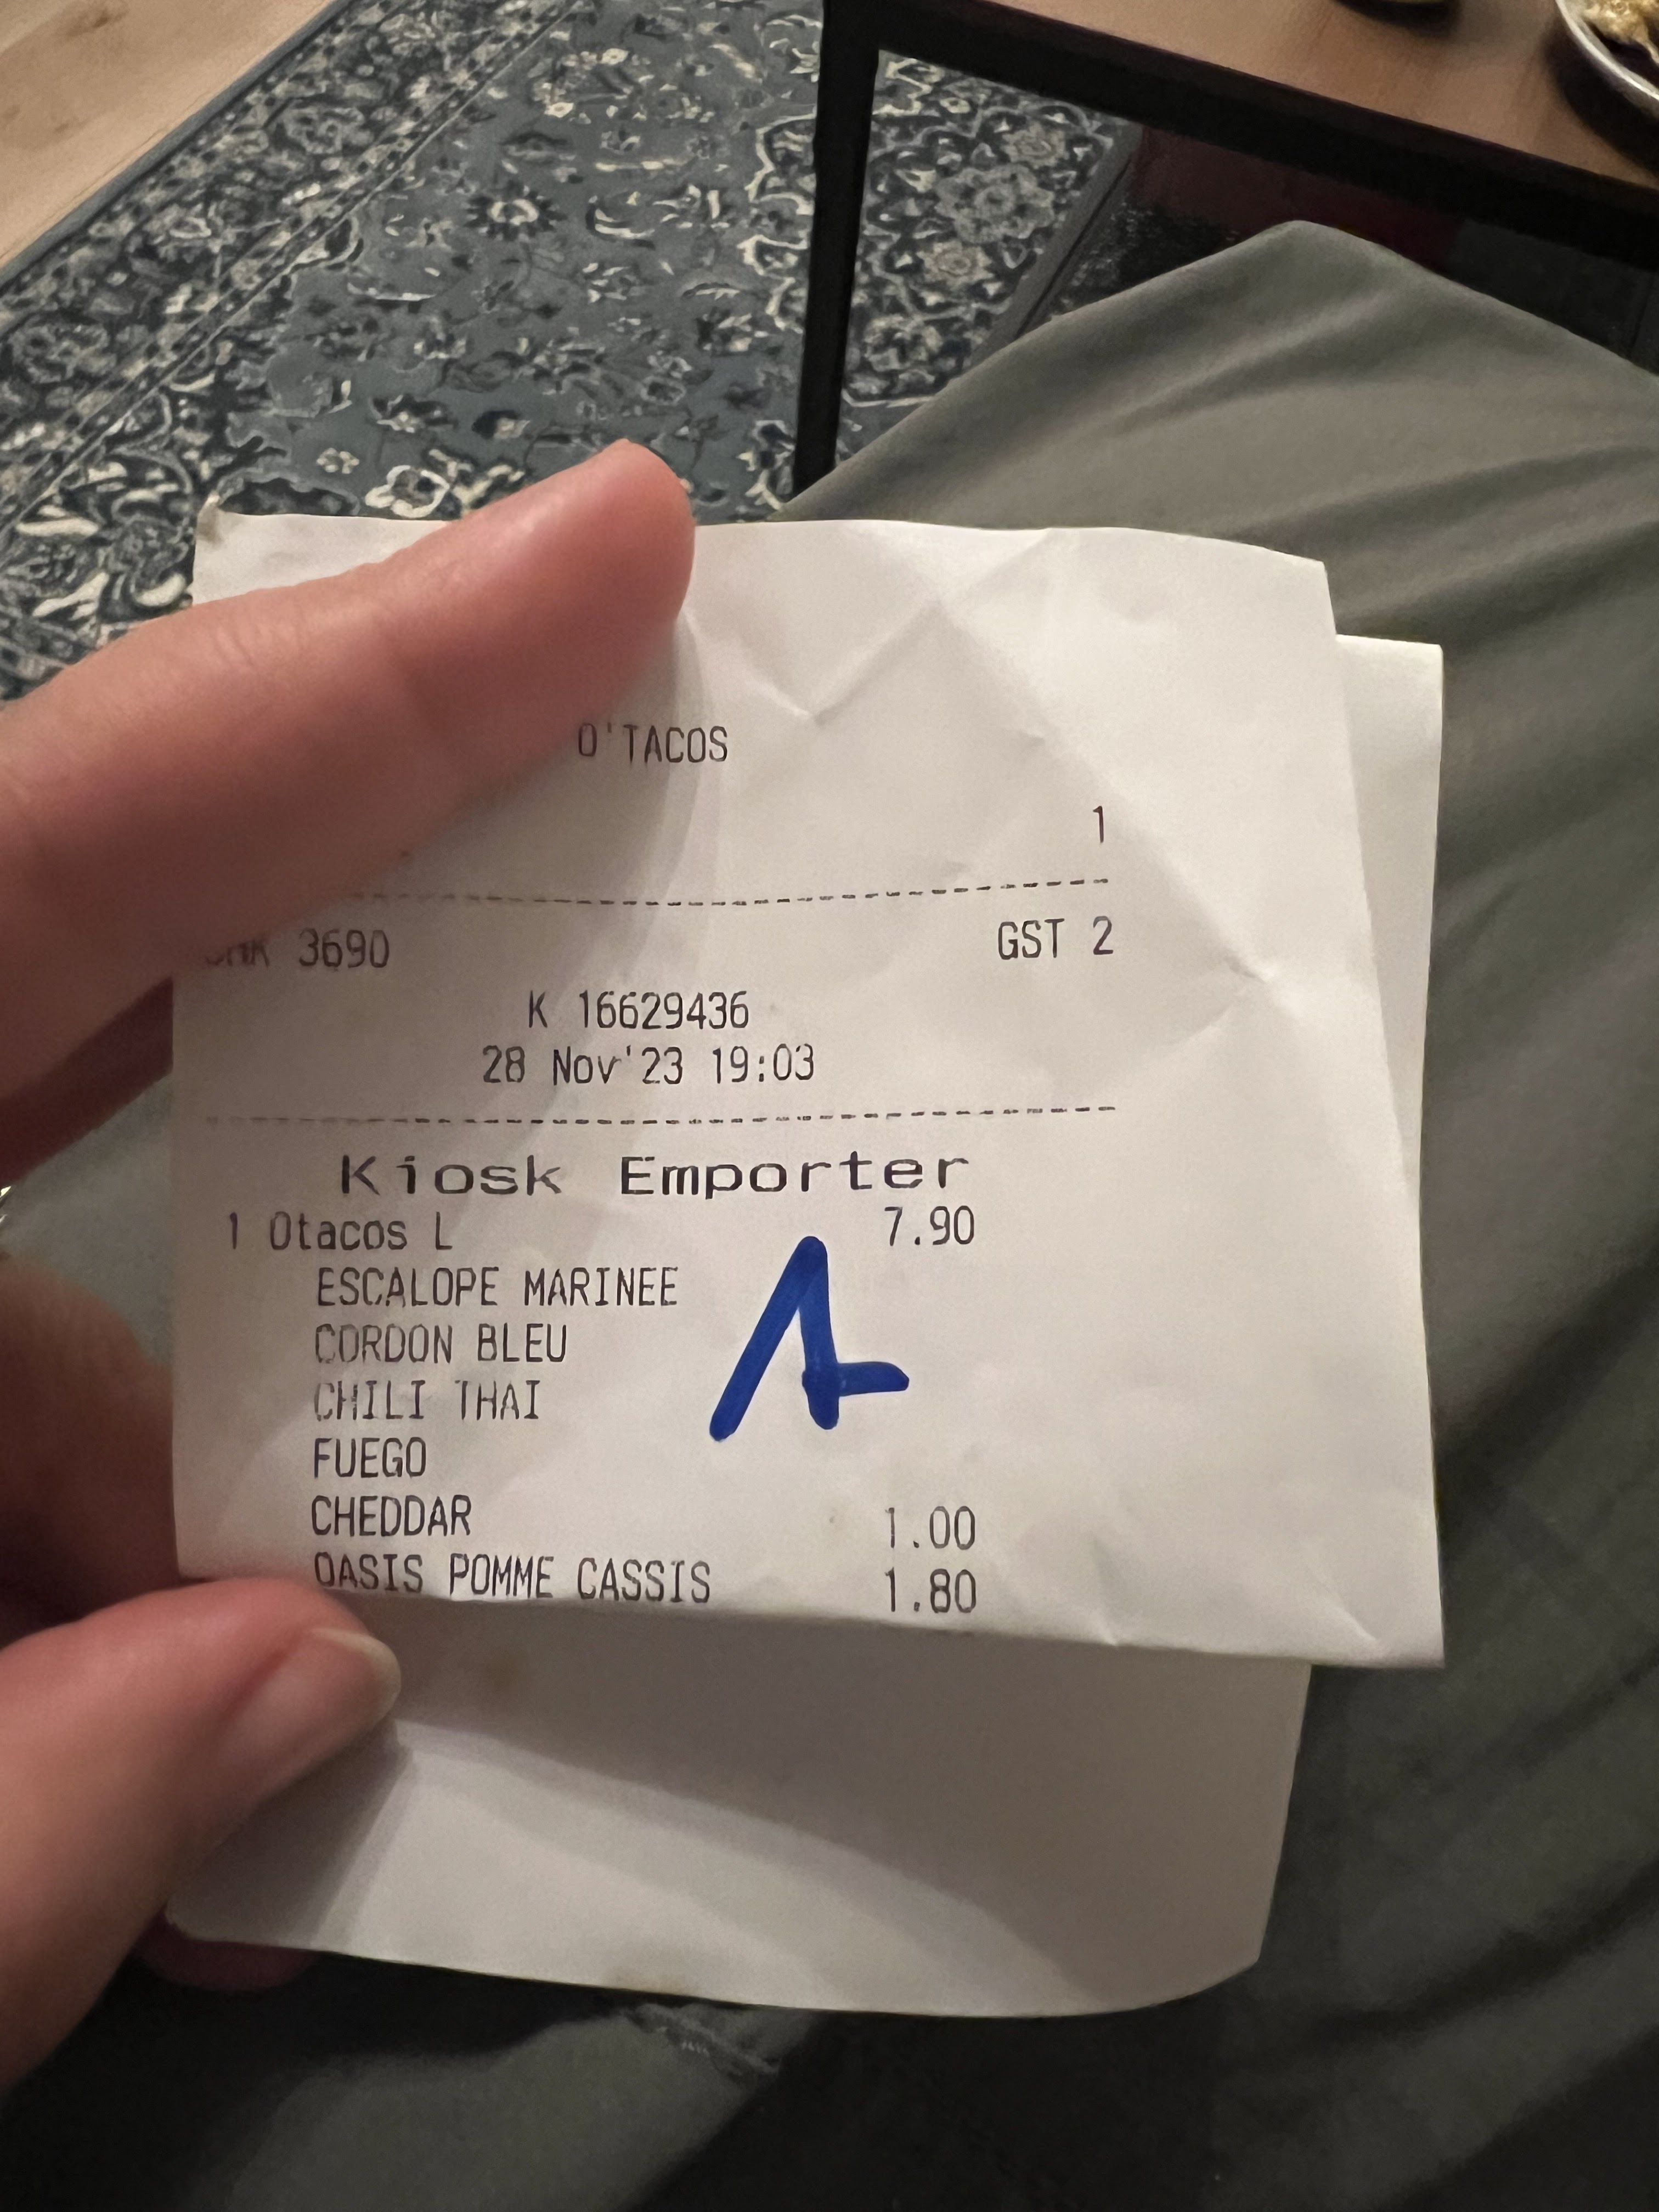 O'TACOS
1
3690 GST 2
K 16629436
28 Nov'23 19:03
Kiosk Emporter
1 Otacos L 7.90
ESCALOPE MARINEE
CORDON BLEU
CHILI THAI
FUEGO
CHEDDAR 1.00
OASIS POMME CASSIS 1.80